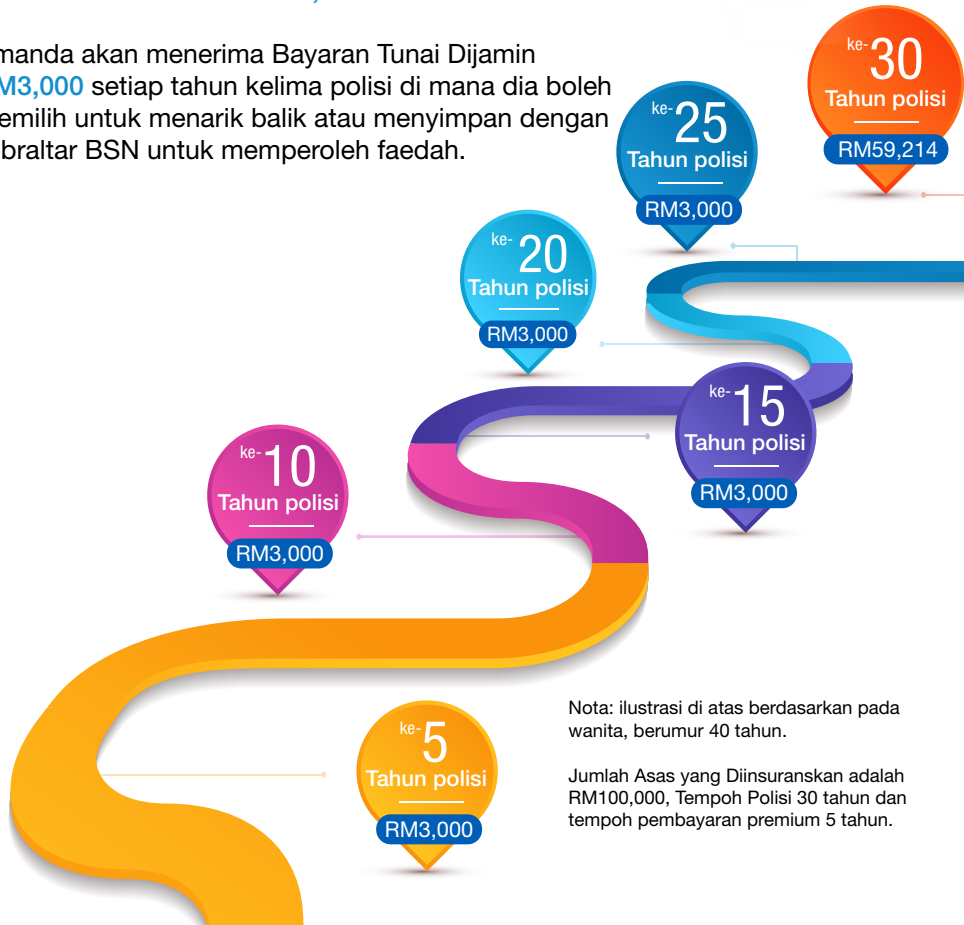 manda akan menerima Bayaran Tunai Dijamin
M3,000 setiap tahun kelima polisi di mana dia boleh
emilih untuk menarik balik atau menyimpan dengan
braltar BSN untuk memperoleh faedah.
ke-30
Tahun polisi
RM59,214
ke-25
Tahun polisi
RM3,000
ke-20
Tahun polisi
RM3,000
ke-15
Tahun polisi
RM3,000
ke-10
Tahun polisi
RM3,000
ke-5
Tahun polisi
RM3,000
Nota: ilustrasi di atas berdasarkan pada
wanita, berumur 40 tahun.
Jumlah Asas yang Diinsuranskan adalah
RM100,000, Tempoh Polisi 30 tahun dan
tempoh pembayaran premium 5 tahun.